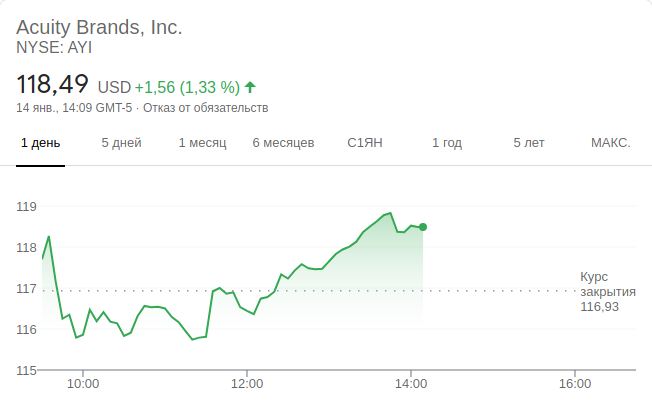 Acuity Brands, Inc.
NYSE: AYI
118,49 USD +1,56 (1,33 %)
14 янв., 14:09 GMT-5 · Отказ от обязательств
1 день 5 дней 1 месяц 6 месяцев С1ЯН 1 год 5 лет МАКС.
119
118
117
116
115
Курс
закрытия
116,93
10:00 12:00 14:00 16:00